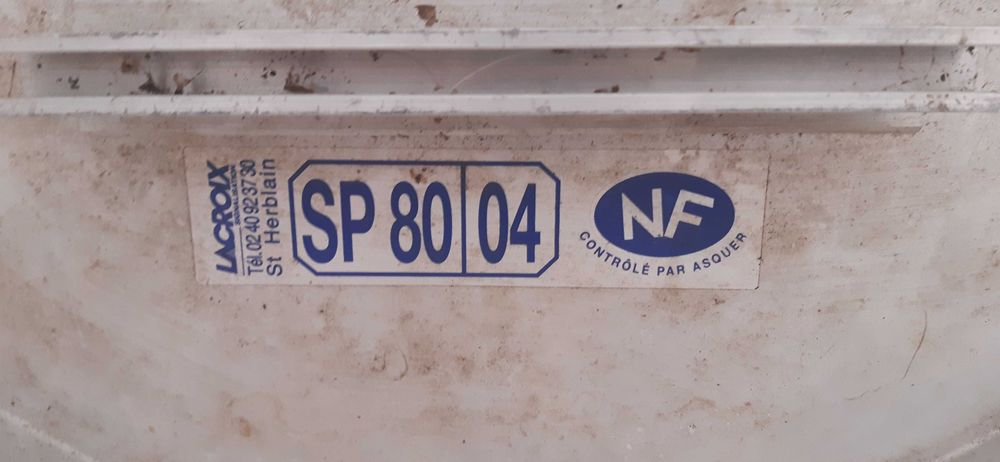 LACROIX
SIGNALISATION
Tél.02 40 92 37 30
St Herblain
SP 80 04
NF
CONTRÔLÉ PAR ASQUER